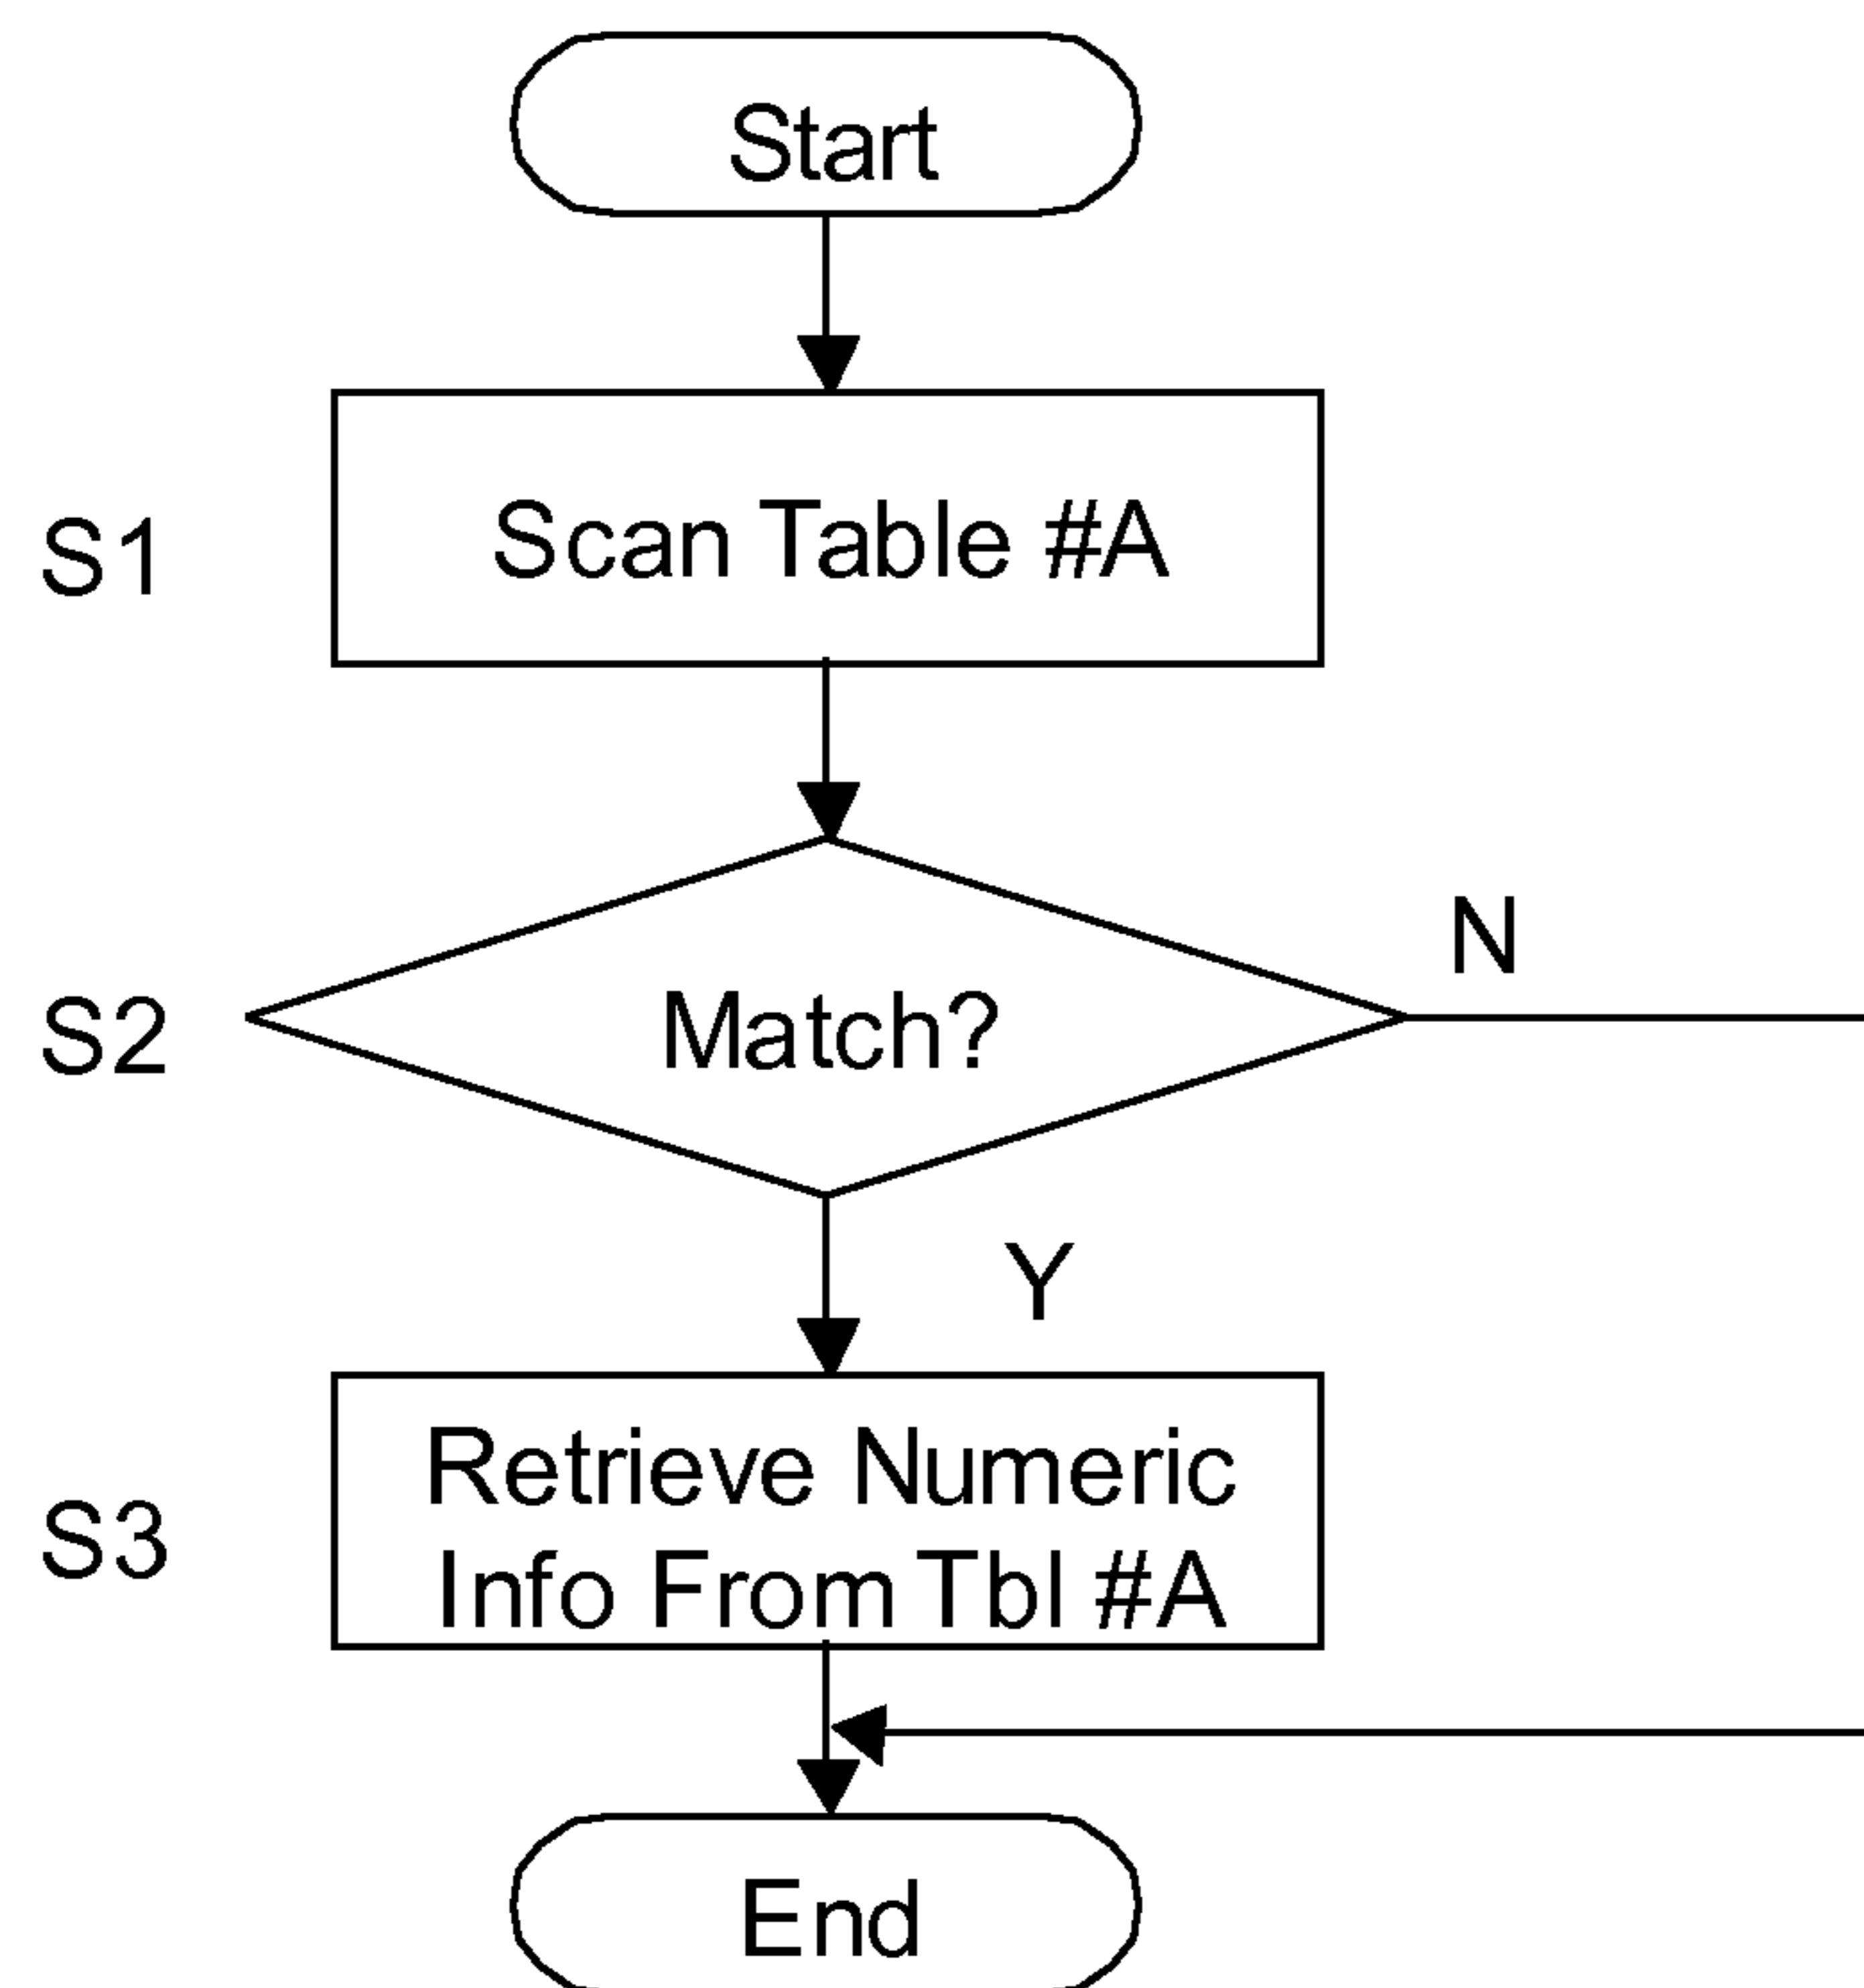 Start
S1
Scan Table #A
S2
Match?
N
Y
S3
Retrieve Numeric
Info From Tbl #A
End